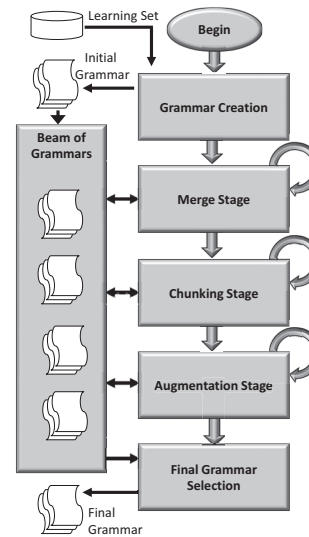 Learning Set
Begin
Initial
Grammar
Grammar Creation
Beam of
Grammars
Merge Stage
Chunking Stage
Augmentation Stage
Final Grammar
Selection
Final
Grammar